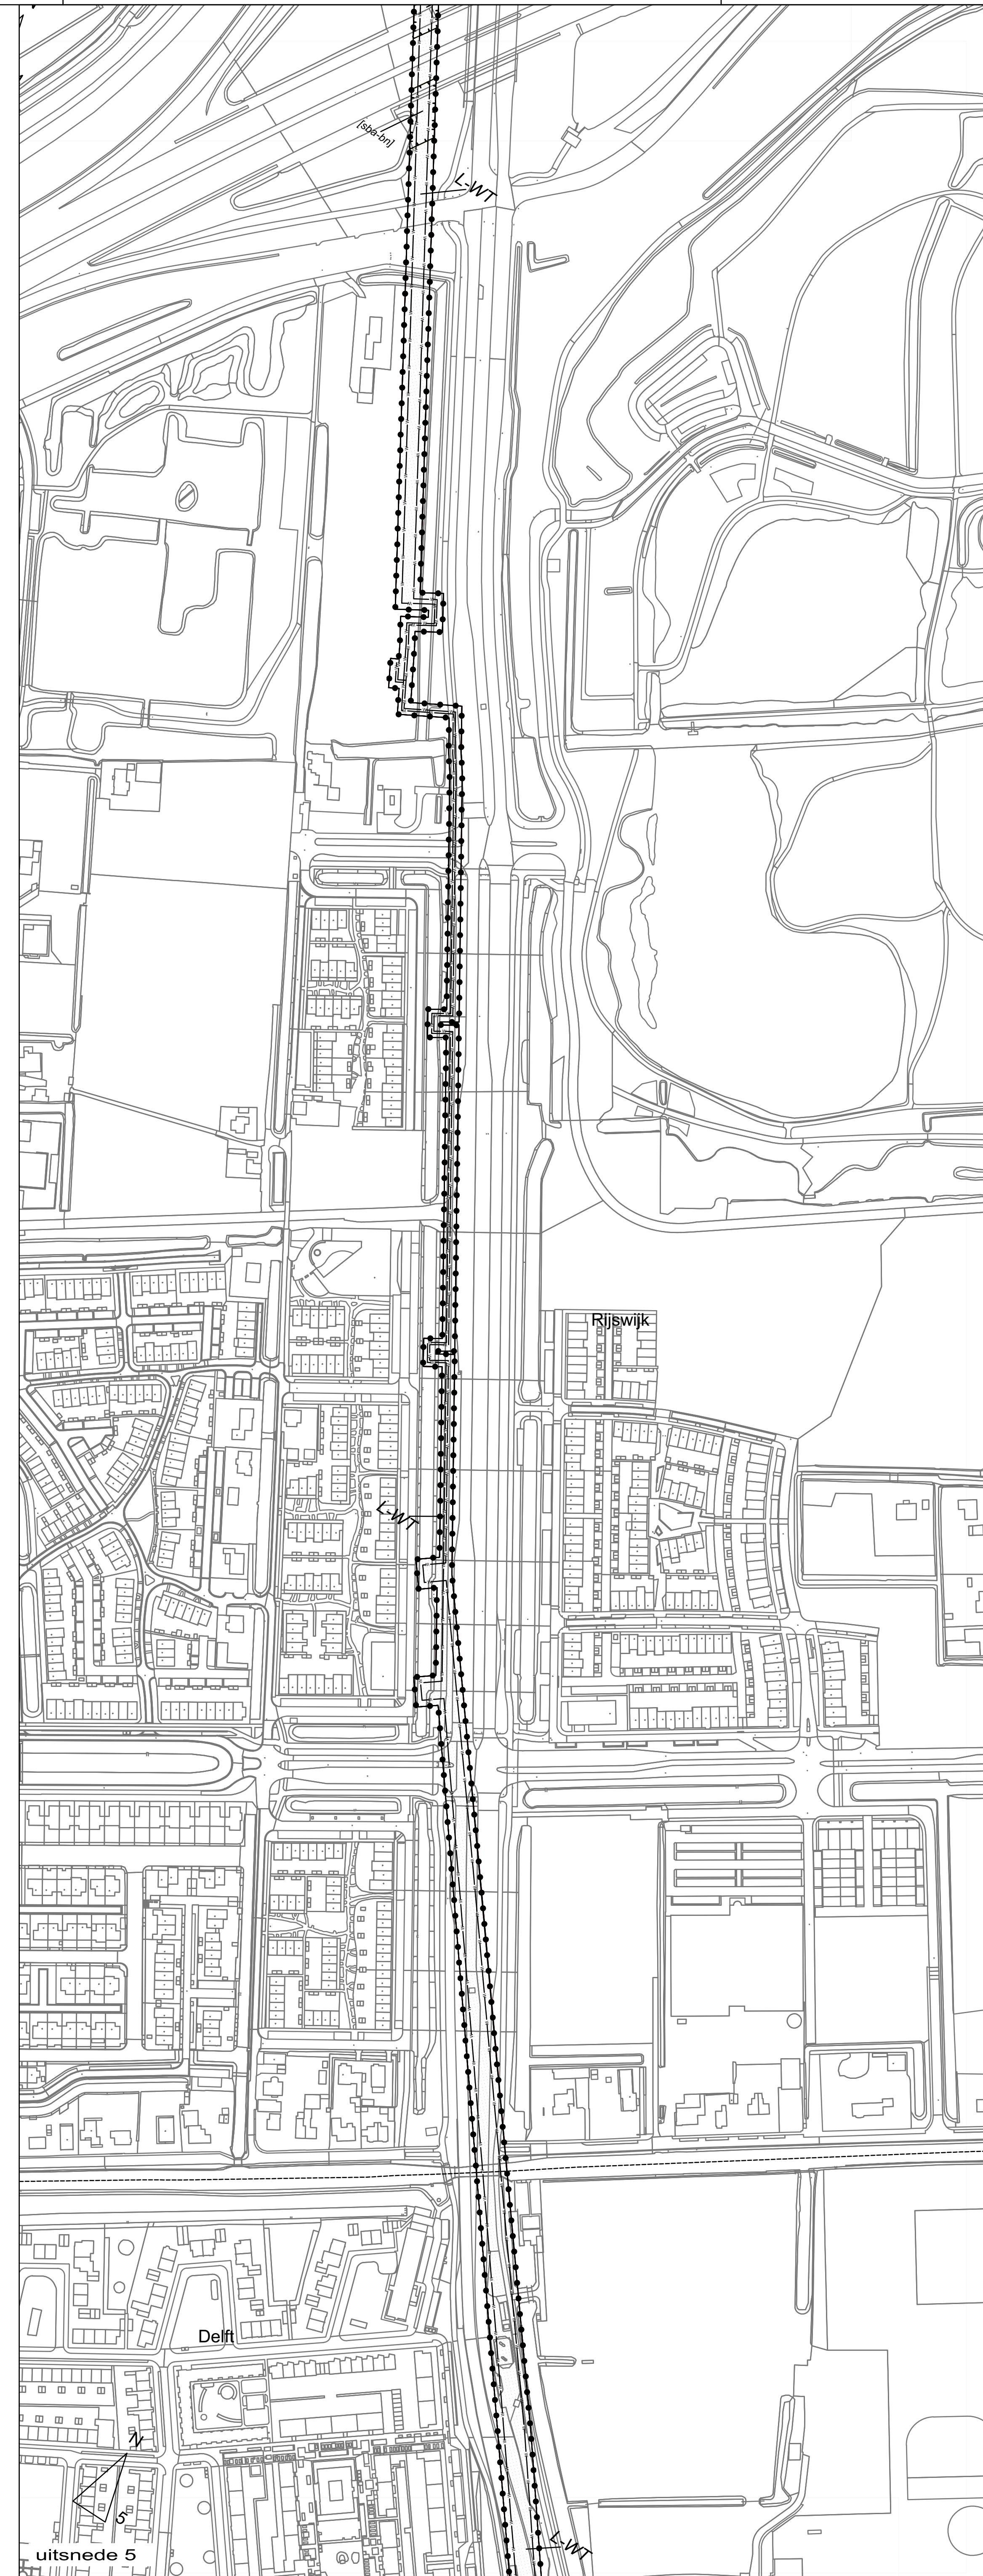 [sba-bn]
L-WT
Rijswijk
L-WT
Delft
N
5
uitsnede 5
L-WT